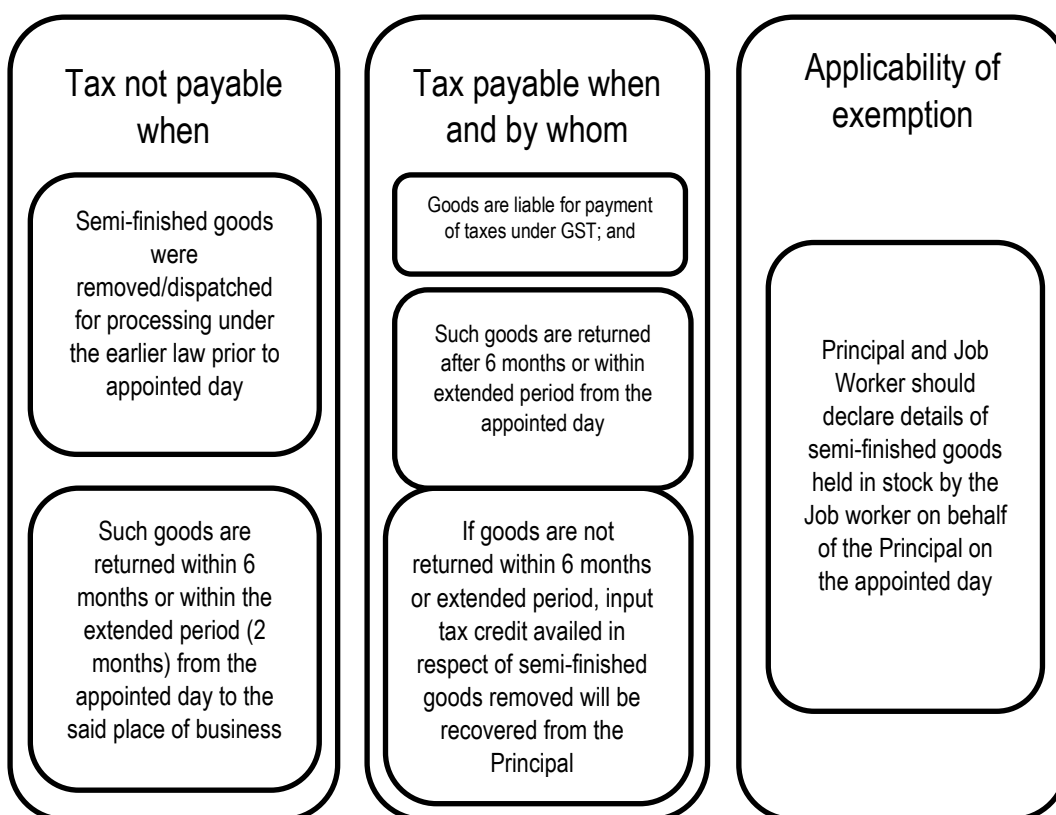 Tax not payable
when
Semi-finished goods
were
removed/dispatched
for processing under
the earlier law prior to
appointed day
Such goods are
returned within 6
months or within the
extended period (2
months) from the
appointed day to the
said place of business
Tax payable when
and by whom
Goods are liable for payment
of taxes under GST; and
Such goods are returned
after 6 months or within
extended period from the
appointed day
If goods are not
returned within 6 months
or extended period, input
tax credit availed in
respect of semi-finished
goods removed will be
recovered from the
Principal
Applicability of
exemption
Principal and Job
Worker should
declare details of
semi-finished goods
held in stock by the
Job worker on behalf
of the Principal on
the appointed day